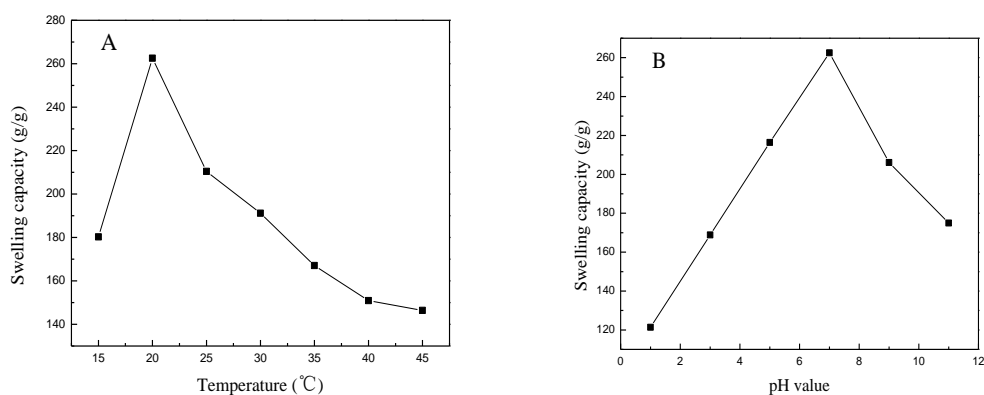 A
280
260
240
220
200
180
160
140
Swelling capacity (g/g)
15 20 25 30 35 40 45
Temperature (℃)
B
260
240
220
200
180
160
140
120
Swelling capacity (g/g)
0 2 4 6 8 10 12
pH value